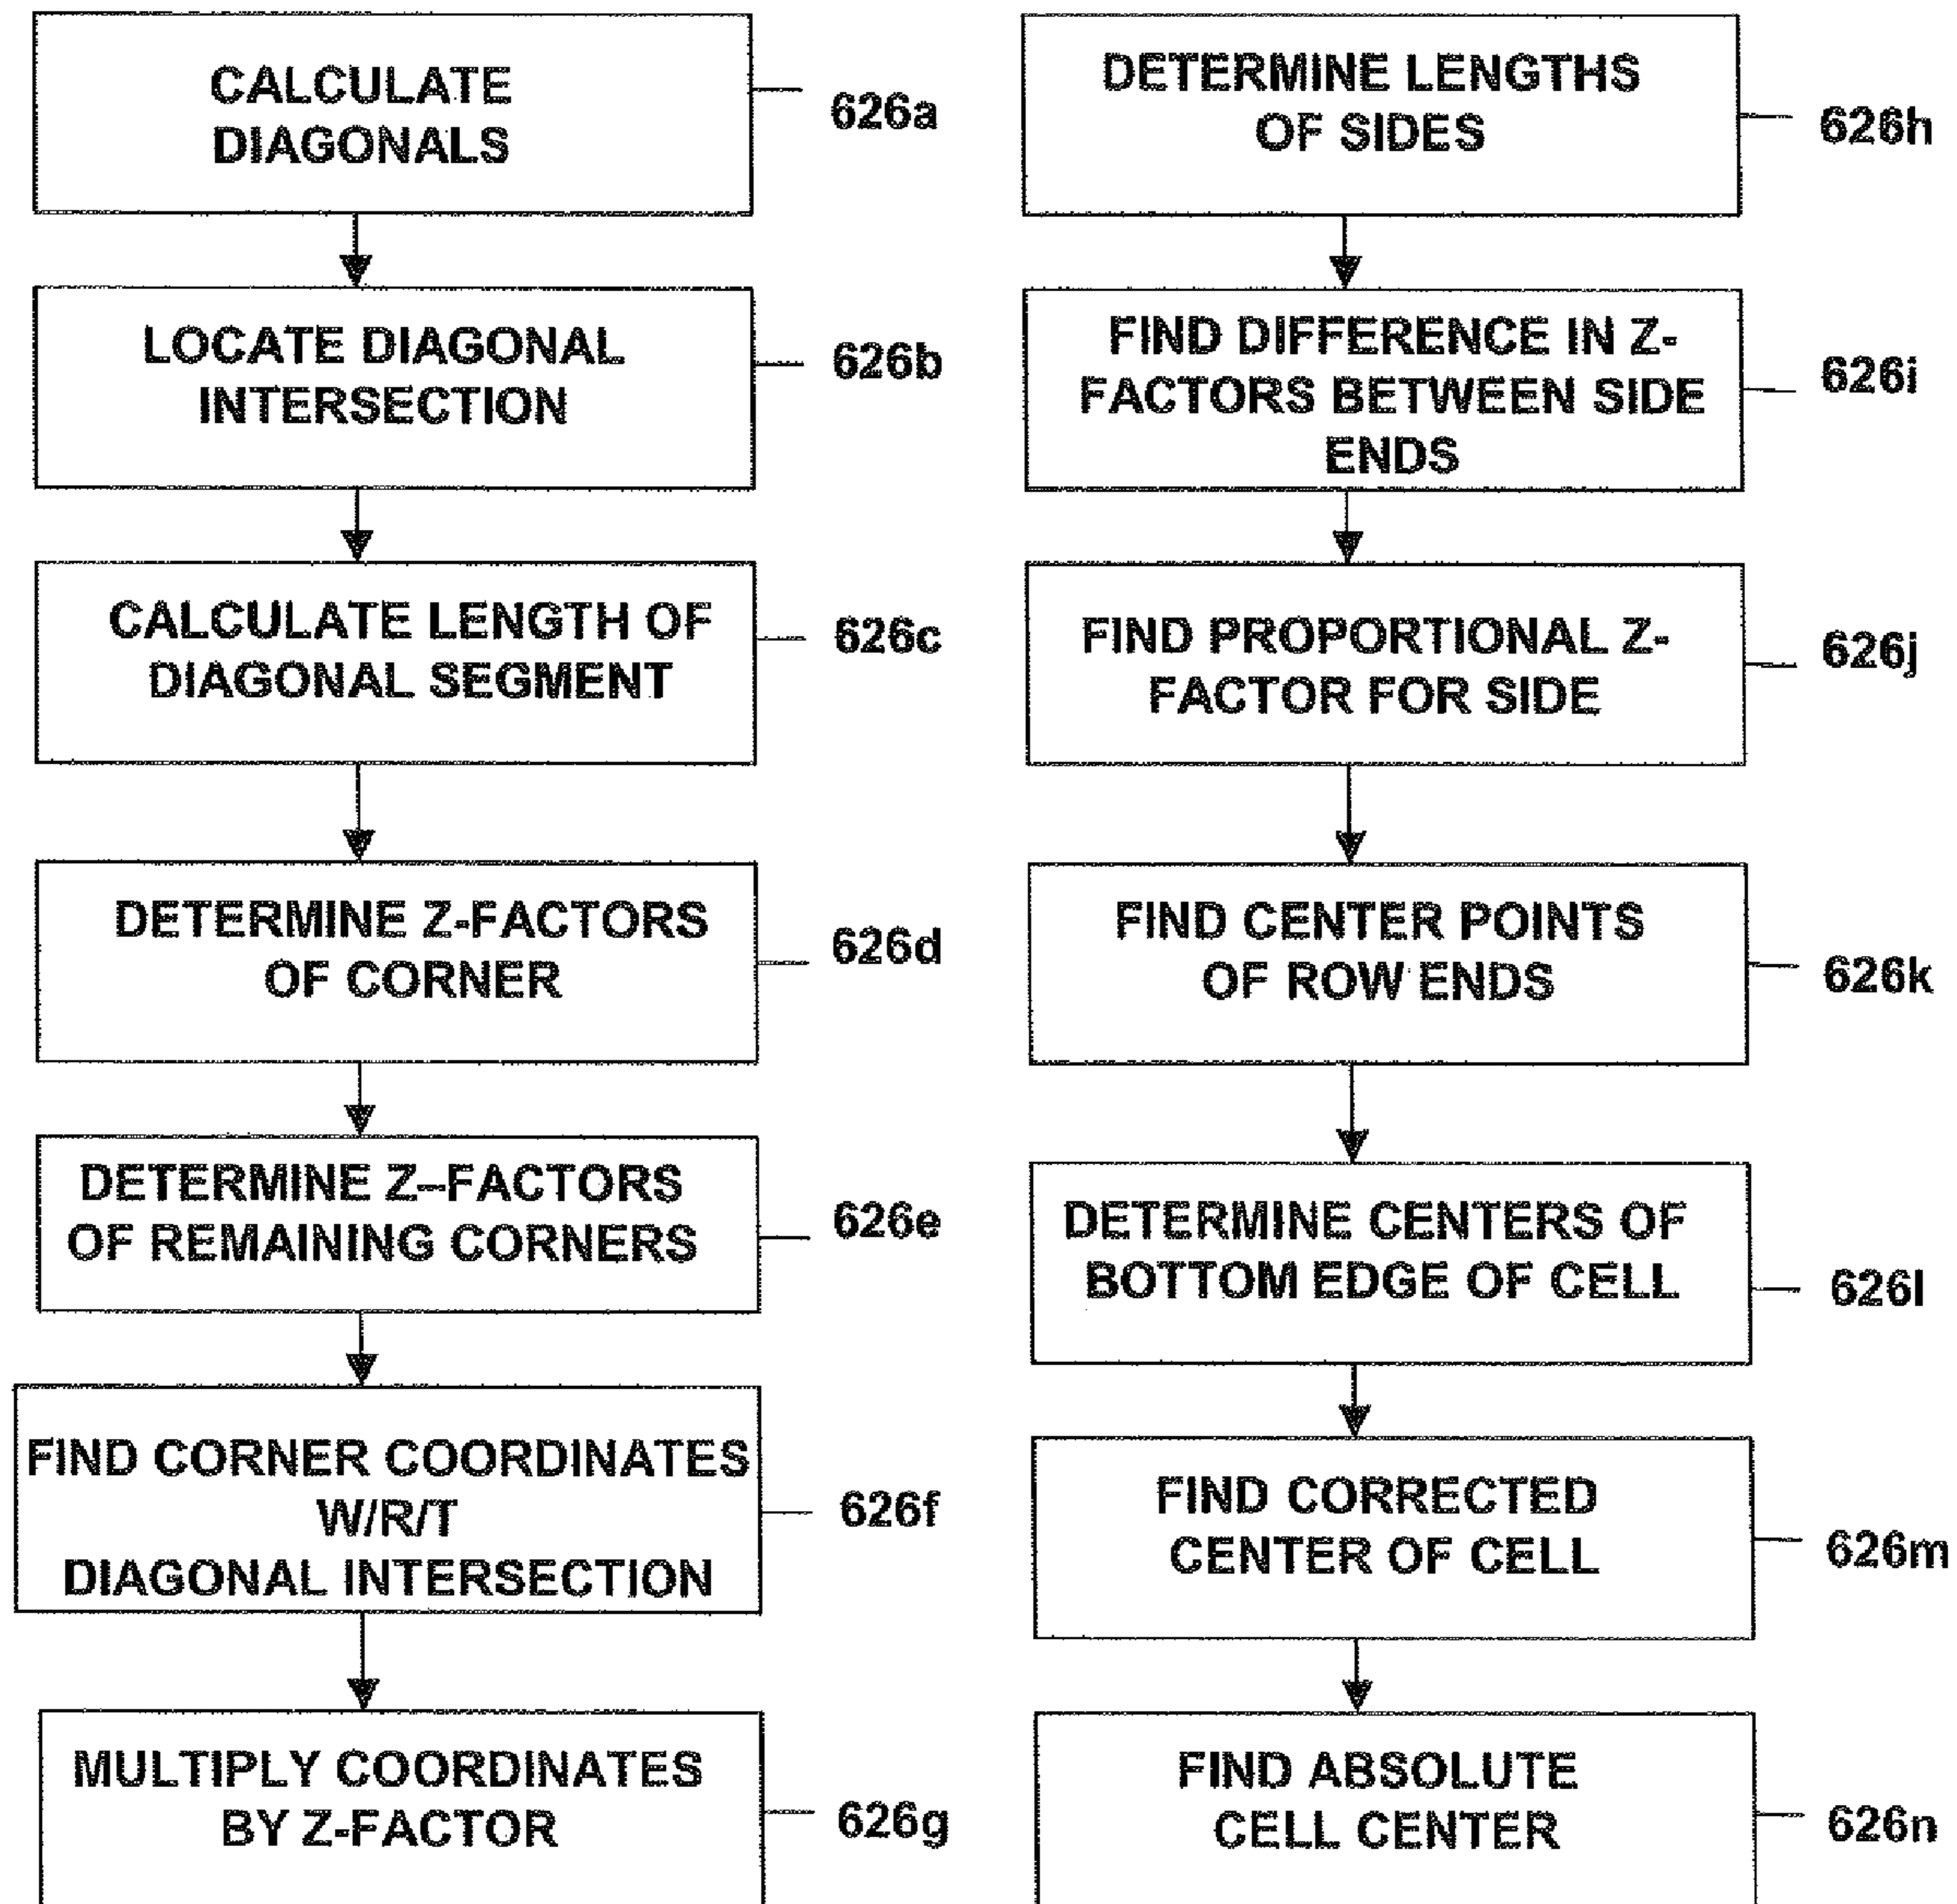 CALCULATE
DIAGONALS
626a
LOCATE DIAGONAL
INTERSECTION
626b
CALCULATE LENGTH OF
DIAGONAL SEGMENT
626c
DETERMINE Z-FACTORS
OF CORNER
626d
DETERMINE Z–FACTORS
OF REMAINING CORNERS
626e
FIND CORNER COORDINATES
W/R/T
DIAGONAL INTERSECTION
626f
MULTIPLY COORDINATES
BY Z-FACTOR
626g
DETERMINE LENGTHS
OF SIDES
626h
FIND DIFFERENCE IN Z-
FACTORS BETWEEN SIDE
ENDS
626i
FIND PROPORTIONAL Z-
FACTOR FOR SIDE
626j
FIND CENTER POINTS
OF ROW ENDS
626k
DETERMINE CENTERS OF
BOTTOM EDGE OF CELL
626l
FIND CORRECTED
CENTER OF CELL
626m
FIND ABSOLUTE
CELL CENTER
626n